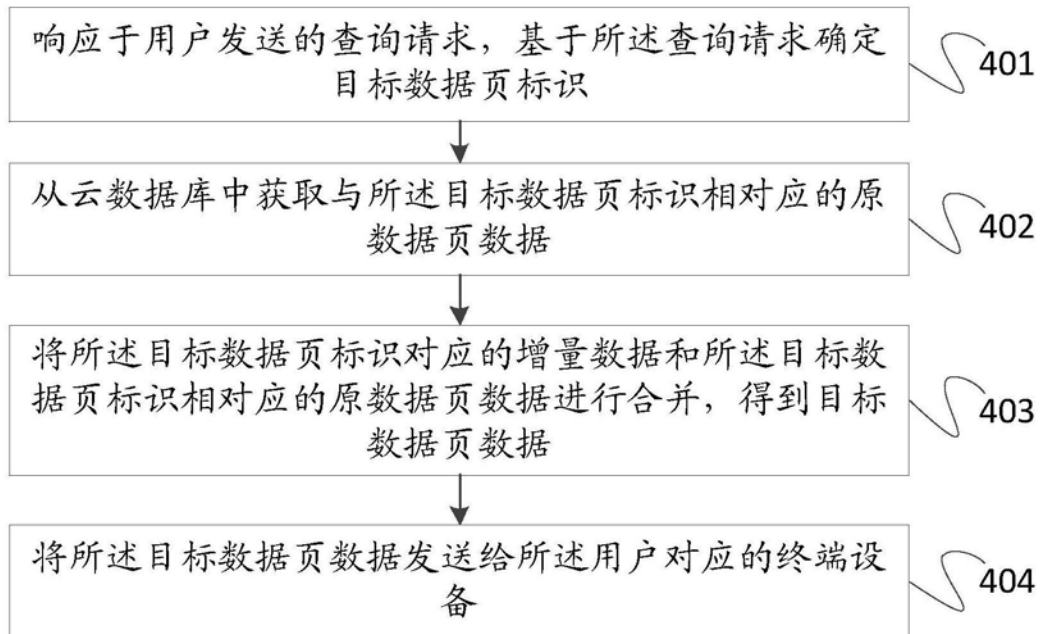 响应于用户发送的查询请求，基于所述查询请求确定
目标数据页标识
401
从云数据库中获取与所述目标数据页标识相对应的原
数据页数据
402
将所述目标数据页标识对应的增量数据和所述目标数
据页标识相对应的原数据页数据进行合并，得到目标
数据页数据
403
将所述目标数据页数据发送给所述用户对应的终端设
备
404